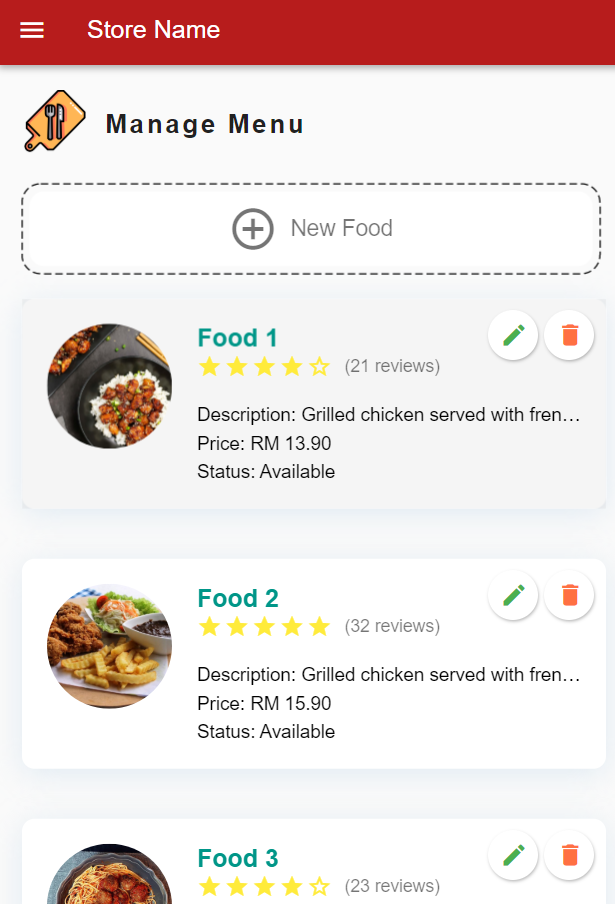 Store Name
Manage Menu
New Food
Food 1
(21 reviews)
Description: Grilled chicken served with fren…
Price: RM 13.90
Status: Available
Food 2
(32 reviews)
Description: Grilled chicken served with fren…
Price: RM 15.90
Status: Available
Food 3
(23 reviews)